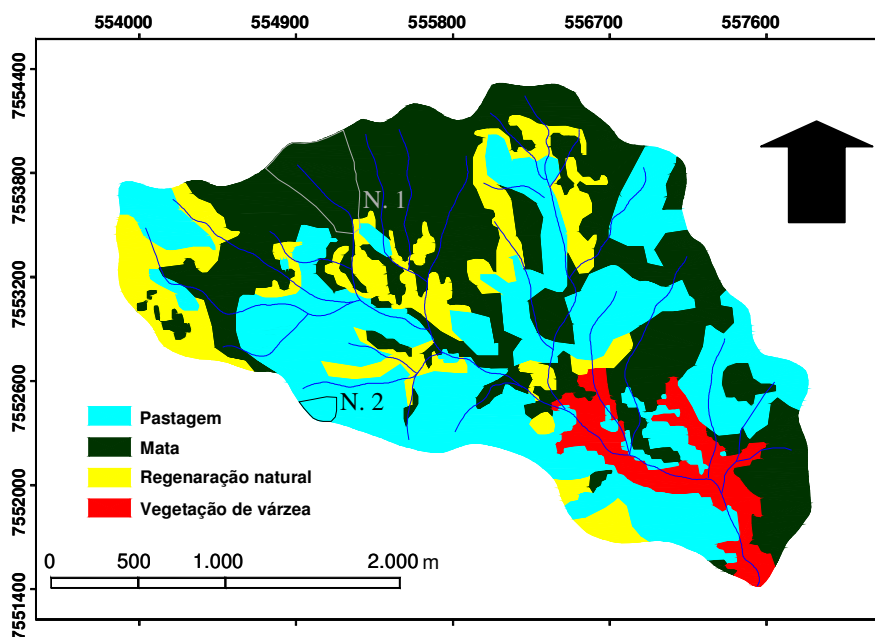 554000 554900 555800 556700 557600
7554400
7553800
7553200
7552600
7552000
7551400
N. 1
N. 2
Pastagem
Mata
Regenaração natural
Vegetação de várzea
0 500 1.000 2.000 m